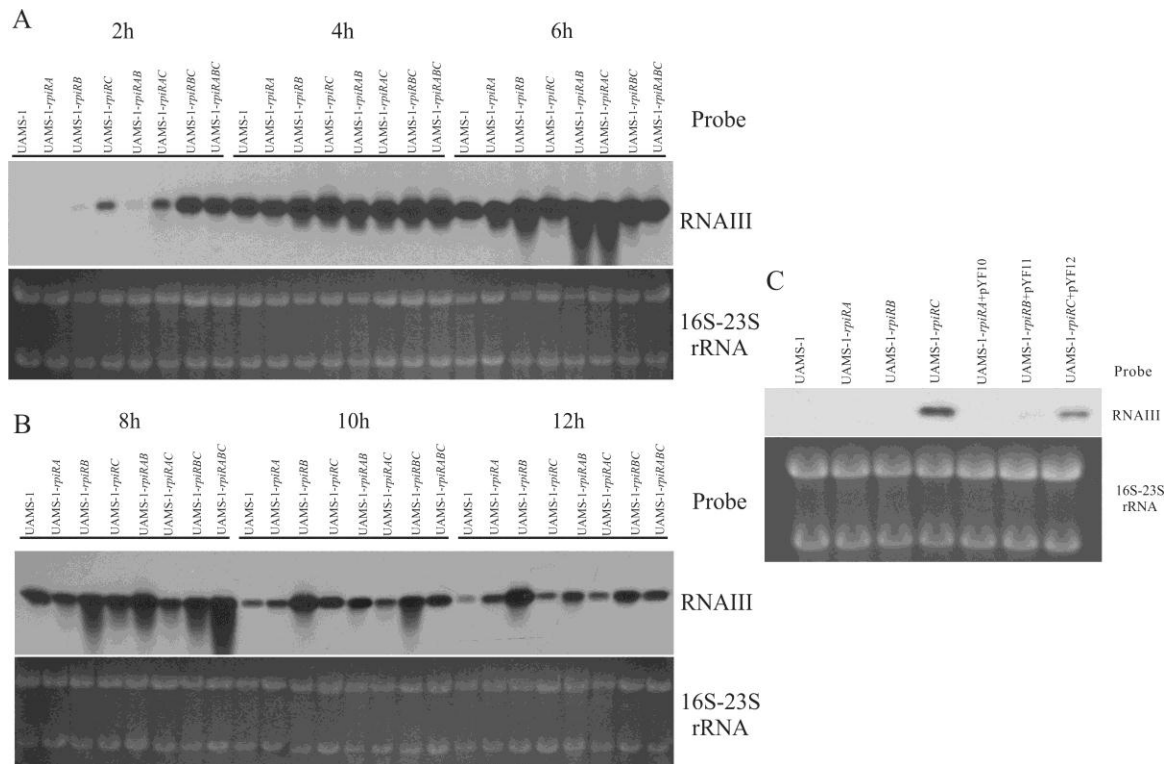 A
2h 4h 6h
UAMS-1
UAMS-1-rpiRA
UAMS-1-rpiRB
UAMS-1-rpiRC
UAMS-1-rpiRAB
UAMS-1-rpiRAC
UAMS-1-rpiRBC
UAMS-1-rpiRABC
UAMS-1
UAMS-1-rpiRA
UAMS-1-rpiRB
UAMS-1-rpiRC
UAMS-1-rpiRAB
UAMS-1-rpiRAC
UAMS-1-rpiRBC
UAMS-1-rpiRABC
UAMS-1
UAMS-1-rpiRA
UAMS-1-rpiRB
UAMS-1-rpiRC
UAMS-1-rpiRAB
UAMS-1-rpiRAC
UAMS-1-rpiRBC
UAMS-1-rpiRABC
Probe
RNAIII
16S-23S
rRNA
B
8h 10h 12h
UAMS-1
UAMS-1-rpiRA
UAMS-1-rpiRB
UAMS-1-rpiRC
UAMS-1-rpiRAB
UAMS-1-rpiRAC
UAMS-1-rpiRBC
UAMS-1-rpiRABC
UAMS-1
UAMS-1-rpiRA
UAMS-1-rpiRB
UAMS-1-rpiRC
UAMS-1-rpiRAB
UAMS-1-rpiRAC
UAMS-1-rpiRBC
UAMS-1-rpiRABC
UAMS-1
UAMS-1-rpiRA
UAMS-1-rpiRB
UAMS-1-rpiRC
UAMS-1-rpiRAB
UAMS-1-rpiRAC
UAMS-1-rpiRBC
UAMS-1-rpiRABC
Probe
RNAIII
16S-23S
rRNA
C
UAMS-1
UAMS-1-rpiRA
UAMS-1-rpiRB
UAMS-1-rpiRC
UAMS-1-rpiRA+pYF10
UAMS-1-rpiRB+pYF11
UAMS-1-rpiRC+pYF12
Probe
RNAIII
16S-23S
rRNA